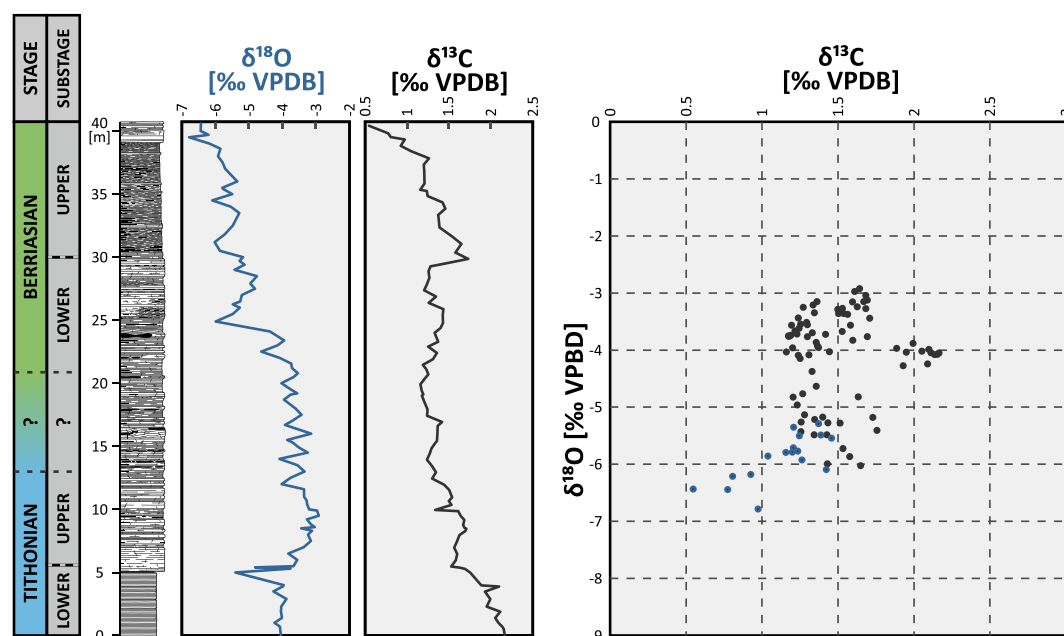 STAGE
SUBSTAGE
BERRIASIAN
?
TITHONIAN
UPPER
LOWER
?
UPPER
LOWER
40
[m]
35
30
25
20
15
10
5
0
δ¹⁸O
[‰ VPDB]
-7 -6 -5 -4 -3 -2
δ¹³C
[‰ VPDB]
0.5 1 1.5 2 2.5
δ¹³C
[‰ VPDB]
0 0.5 1 1.5 2 2.5
δ¹⁸O [‰ VPBD]
0
-1
-2
-3
-4
-5
-6
-7
-8